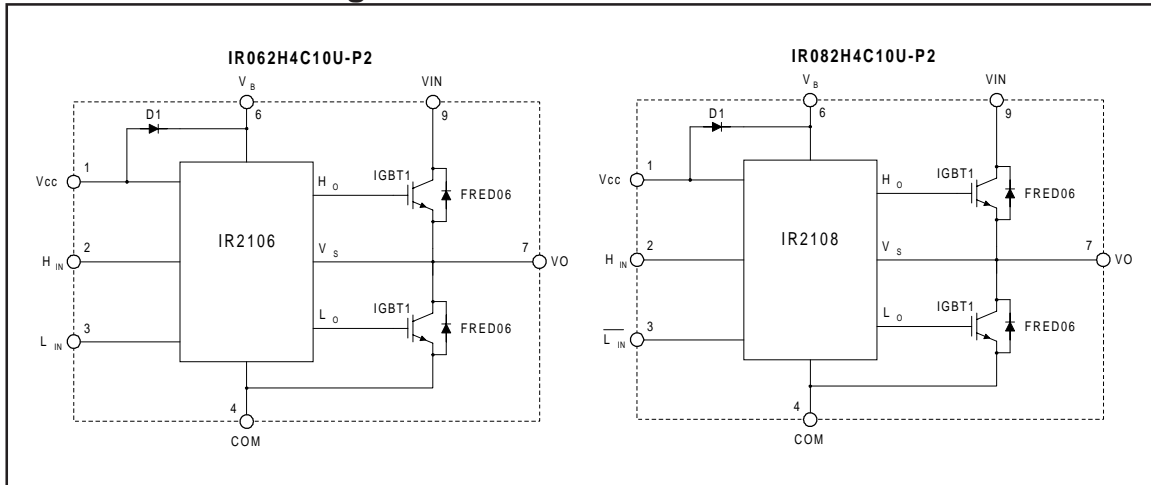 IR062H4C10U-P2
V B
VIN
6
9
D1
1
Vcc
IGBT1
H O
FRED06
2
H IN
IR2106
V S
7
VO
IGBT1
3
L IN
L O
FRED06
4
COM
IR082H4C10U-P2
V B
VIN
6
9
D1
1
Vcc
IGBT1
H O
FRED06
2
H IN
IR2108
V S
7
VO
IGBT1
3
L̅ I̅N̅
L O
FRED06
4
COM